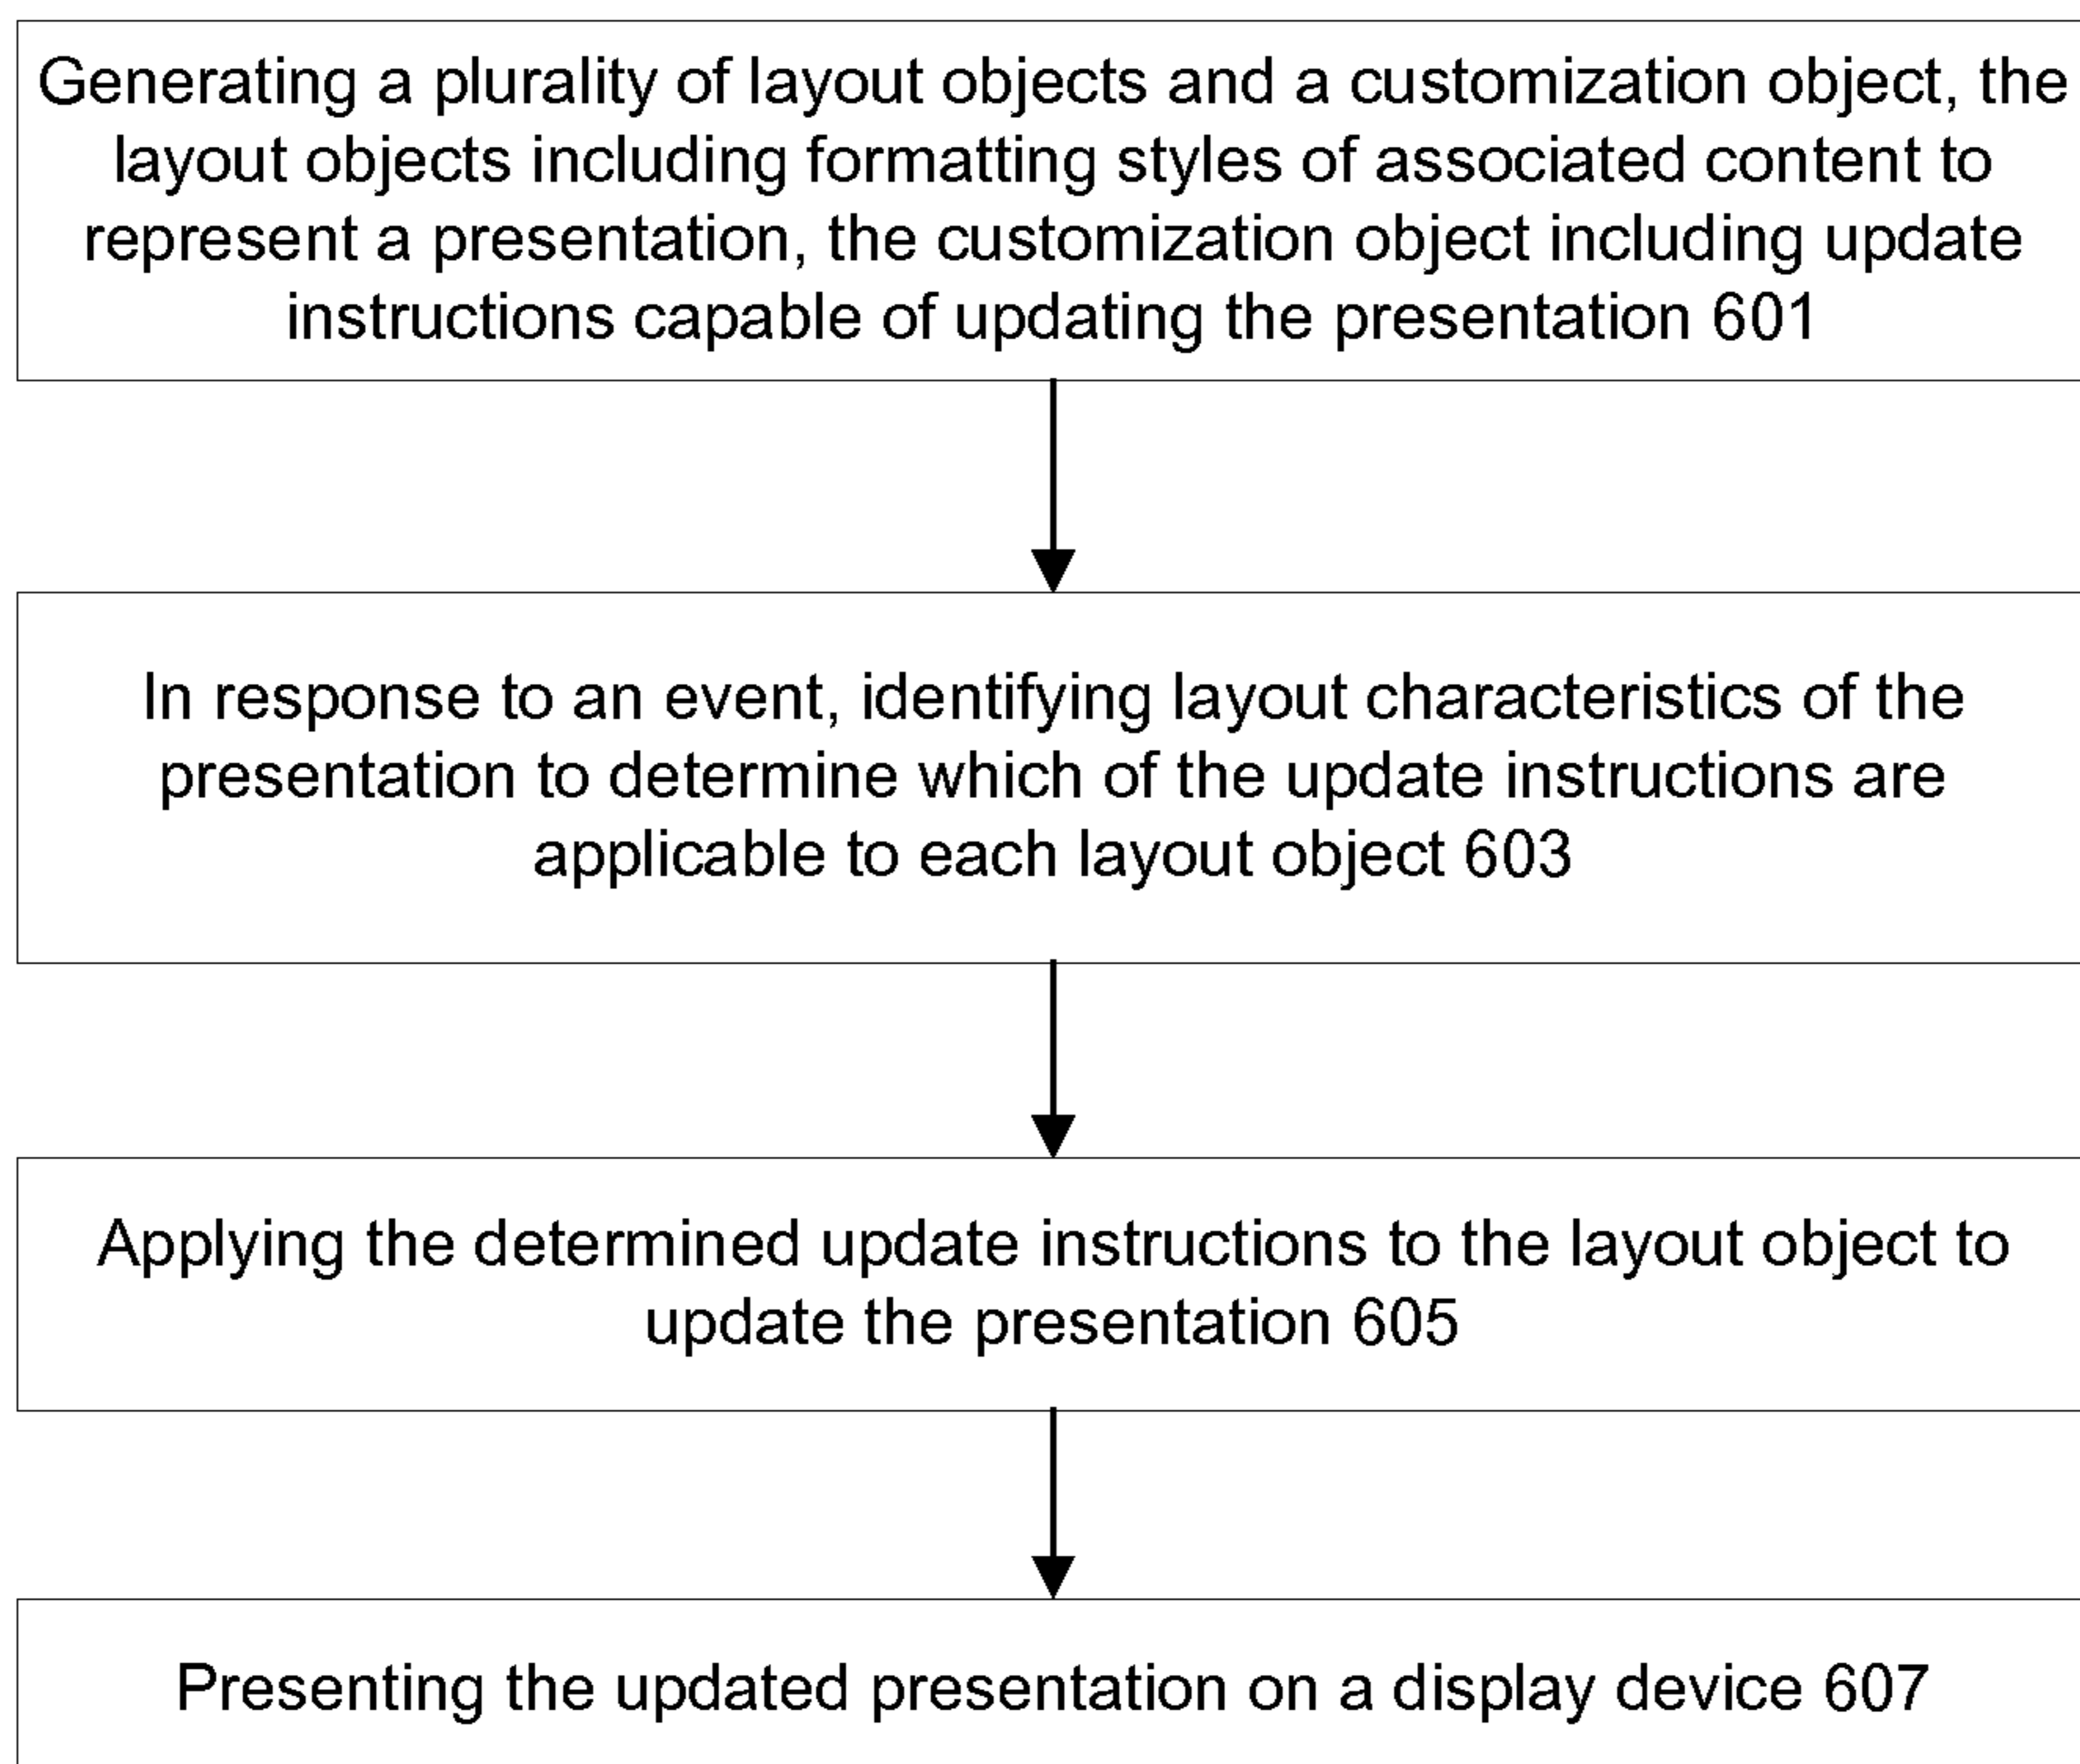 Generating a plurality of layout objects and a customization object, the
layout objects including formatting styles of associated content to
represent a presentation, the customization object including update
instructions capable of updating the presentation 601
In response to an event, identifying layout characteristics of the
presentation to determine which of the update instructions are
applicable to each layout object 603
Applying the determined update instructions to the layout object to
update the presentation 605
Presenting the updated presentation on a display device 607